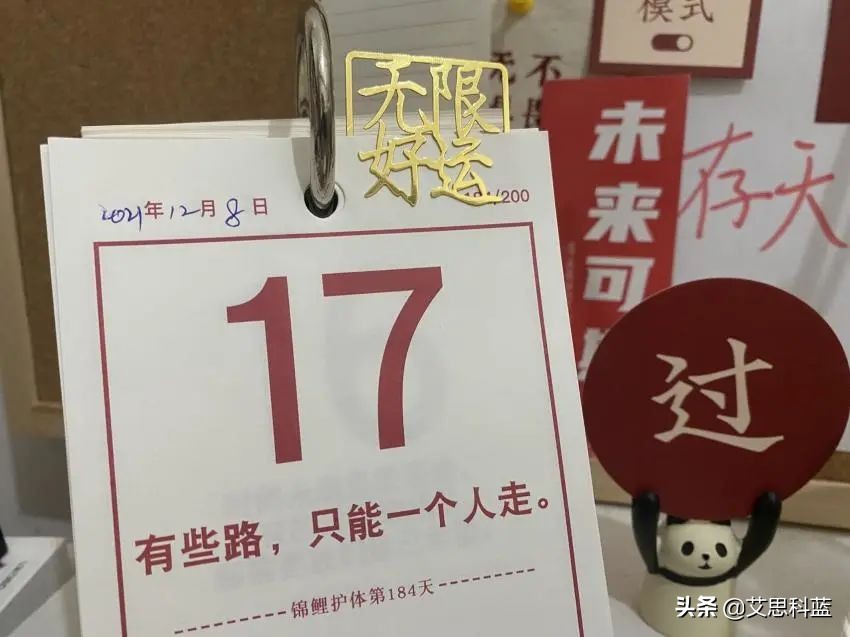 模式
无限
好运
2021年12月8日
/200
未来可
存天
17
有些路，只能一个人走。
锦鲤护体第184天
过
头条 @艾思科蓝